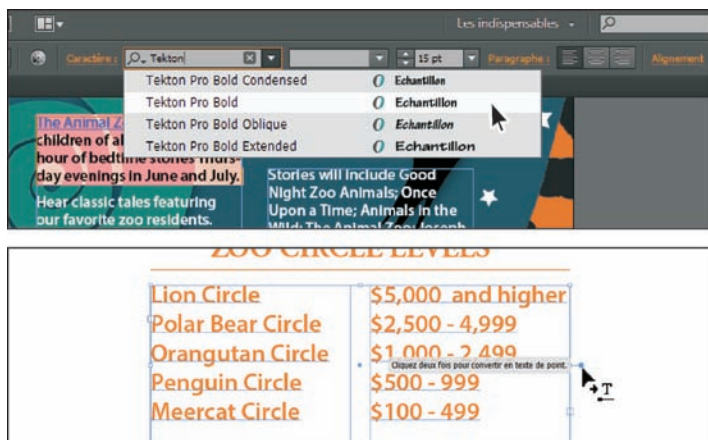 Les indispensables
Caractère : Tekton 15 pt Paragraphe : Alignement
Tekton Pro Bold Condensed O Echantillon
Tekton Pro Bold O Echantillon
Tekton Pro Bold Oblique O Echantillon
Tekton Pro Bold Extended O Echantillon
The Animal Z
children of al
hour of bedtime stories Thurs-
day evenings in June and July.
Hear classic tales featuring
our favorite zoo residents.
Stories will include Good
Night Zoo Animals; Once
Upon a Time; Animals in the
Wild; The Animal Zoo; Joseph
ZOO CIRCLE LEVELS
Lion Circle $5,000 and higher
Polar Bear Circle $2,500 - 4,999
Orangutan Circle $1,000 - 2,499
Cliquez deux fois pour convertir en texte de point.
Penguin Circle $500 - 999
Meercat Circle $100 - 499